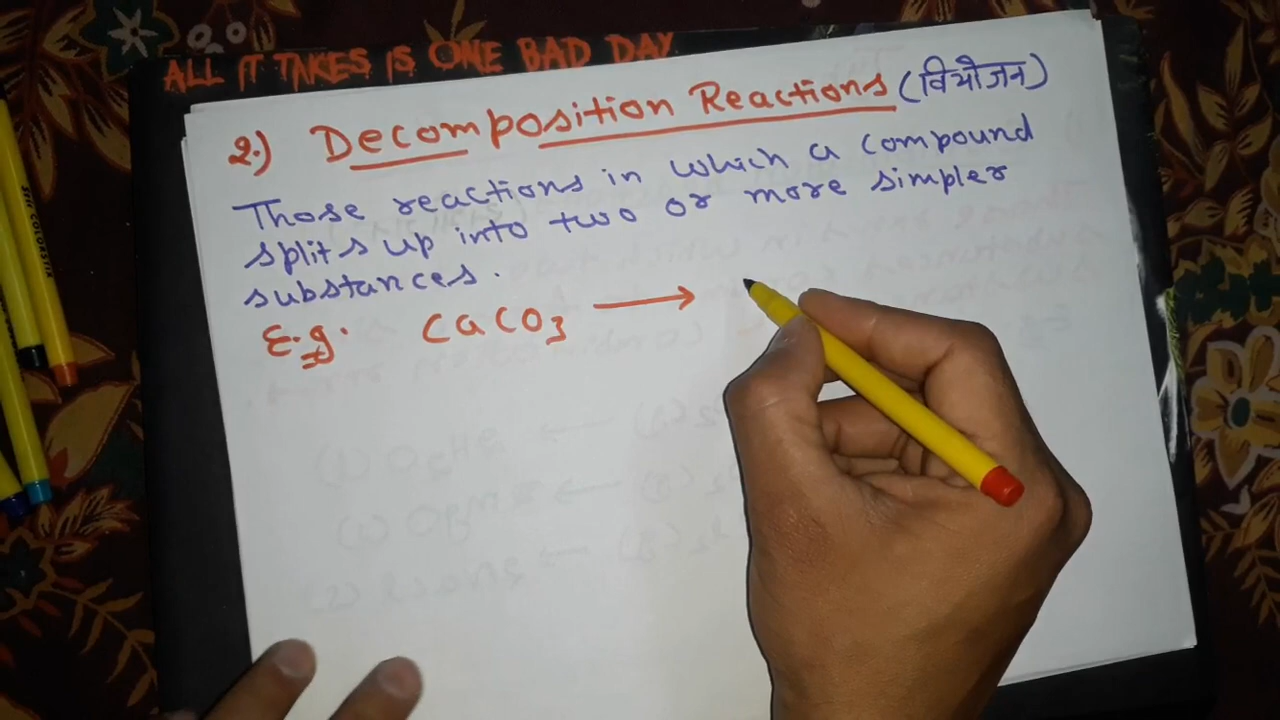 ALL IT TAKES IS ONE BAD DAY
2.) Decomposition Reactions (वियोजन)
Those reactions in which a compound
splits up into two or more simpler
substances.
E.g. CaCO3 →